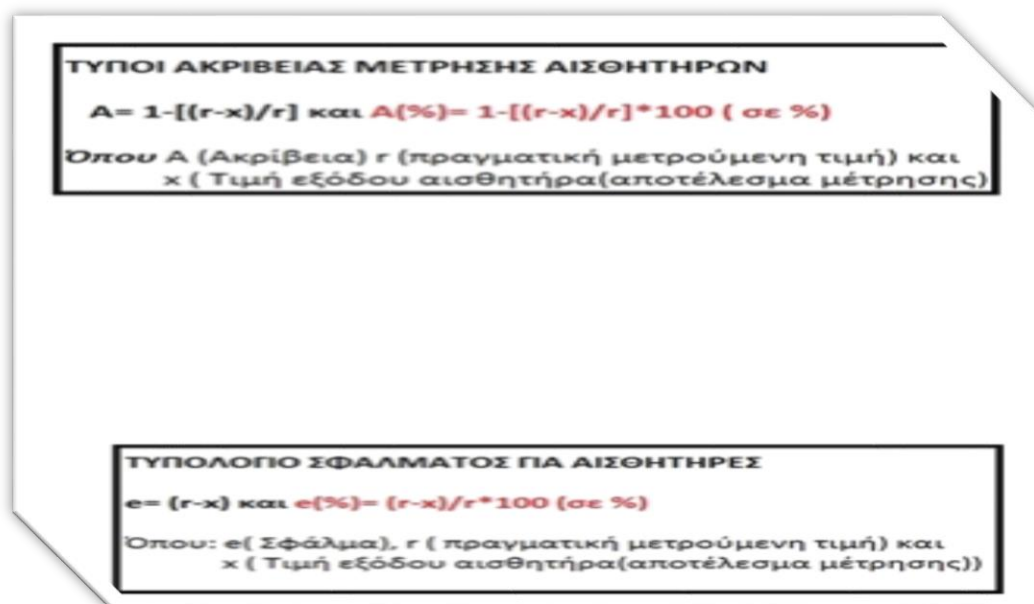 ΤΥΠΟΙ ΑΚΡΙΒΕΙΑΣ ΜΕΤΡΗΣΗΣ ΑΙΣΘΗΤΗΡΩΝ
Α= 1-[(r-x)/r] και Α(%)= 1-[(r-x)/r]*100 ( σε %)
Όπου Α (Ακρίβεια) r (πραγματική μετρούμενη τιμή) και
x ( Τιμή εξόδου αισθητήρα(αποτέλεσμα μέτρησης)
ΤΥΠΟΛΟΓΙΟ ΣΦΑΛΜΑΤΟΣ ΓΙΑ ΑΙΣΘΗΤΗΡΕΣ
e= (r-x) και e(%)= (r-x)/r*100 (σε %)
Όπου: e( Σφάλμα), r ( πραγματική μετρούμενη τιμή) και
x ( Τιμή εξόδου αισθητήρα(αποτέλεσμα μέτρησης))